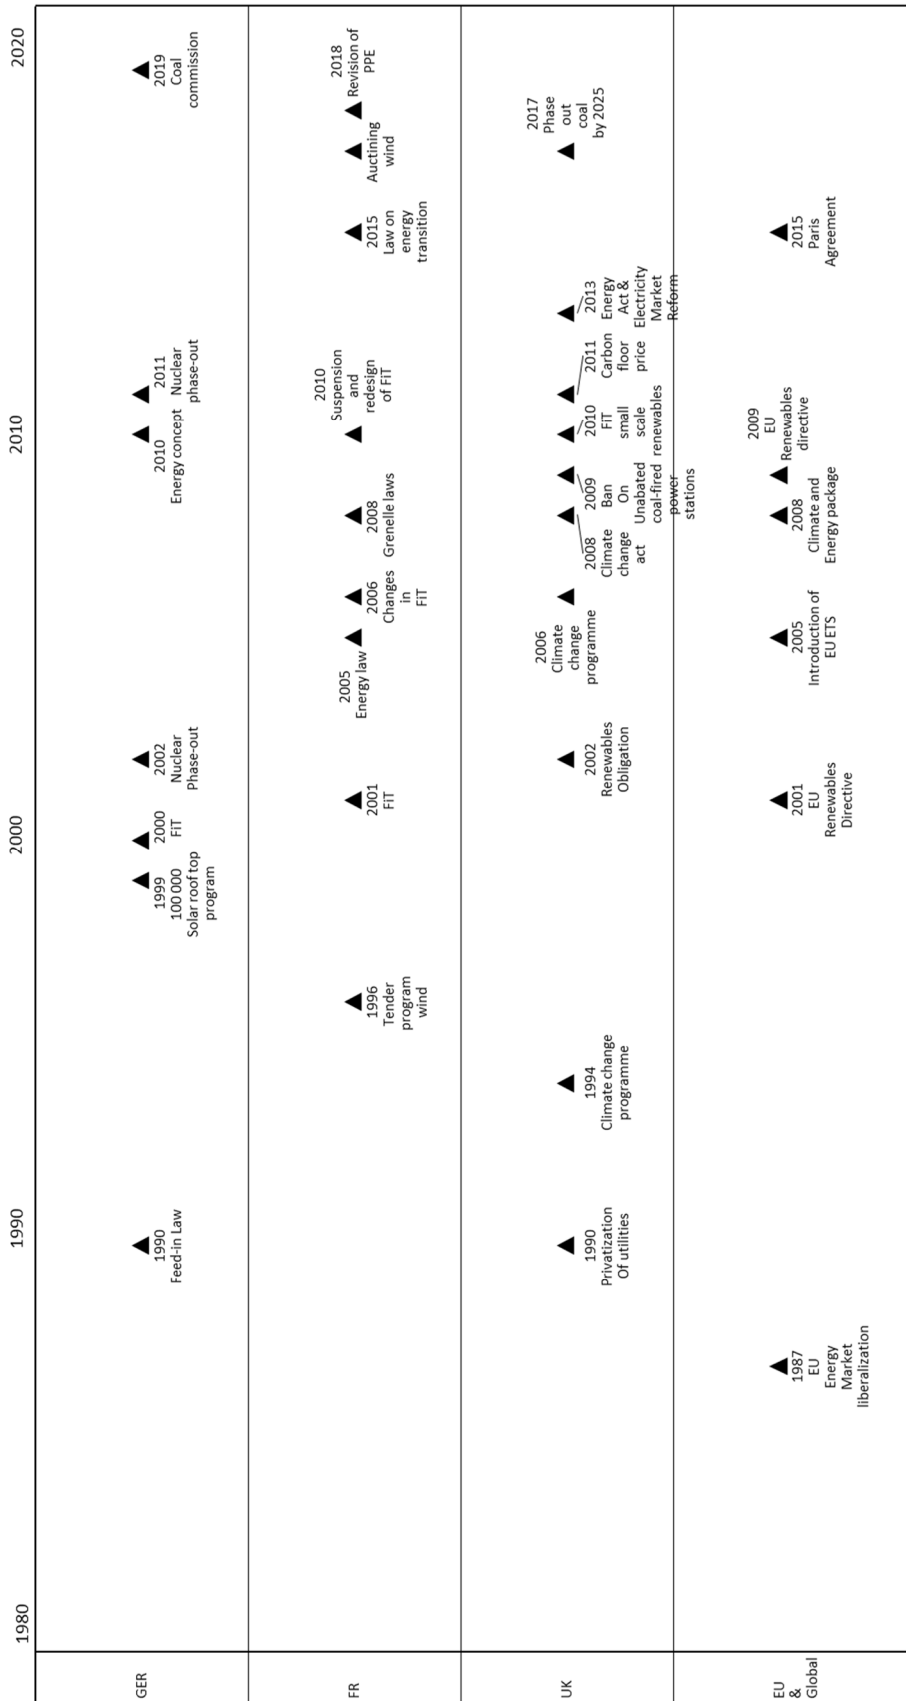 1980
1990
2000
2010
2020
GER
1990
Feed-in Law
1999
100 000
Solar roof top
program
2000
FiT
2002
Nuclear
Phase-out
2010
Energy concept
2011
Nuclear
phase-out
2019
Coal
commission
FR
1996
Tender
program
wind
2001
FiT
2005
Energy law
2006
Changes
in
FiT
2008
Grenelle laws
2010
Suspension
and
redesign
of FiT
2015
Law on
energy
transition
Auctining
wind
2018
Revision of
PPE
UK
1990
Privatization
Of utilities
1994
Climate change
programme
2002
Renewables
Obligation
2006
Climate
change
programme
2008
Climate
change
act
2009
Ban
On
Unabated
coal-fired
power
stations
2010
FiT
small
scale
renewables
2011
Carbon
floor
price
2013
Energy
Act &
Electricity
Market
Reform
2017
Phase
out
coal
by 2025
EU
&
Global
1987
EU
Energy
Market
liberalization
2001
EU
Renewables
Directive
2005
Introduction of
EU ETS
2008
Climate and
Energy package
2009
EU
Renewables
directive
2015
Paris
Agreement